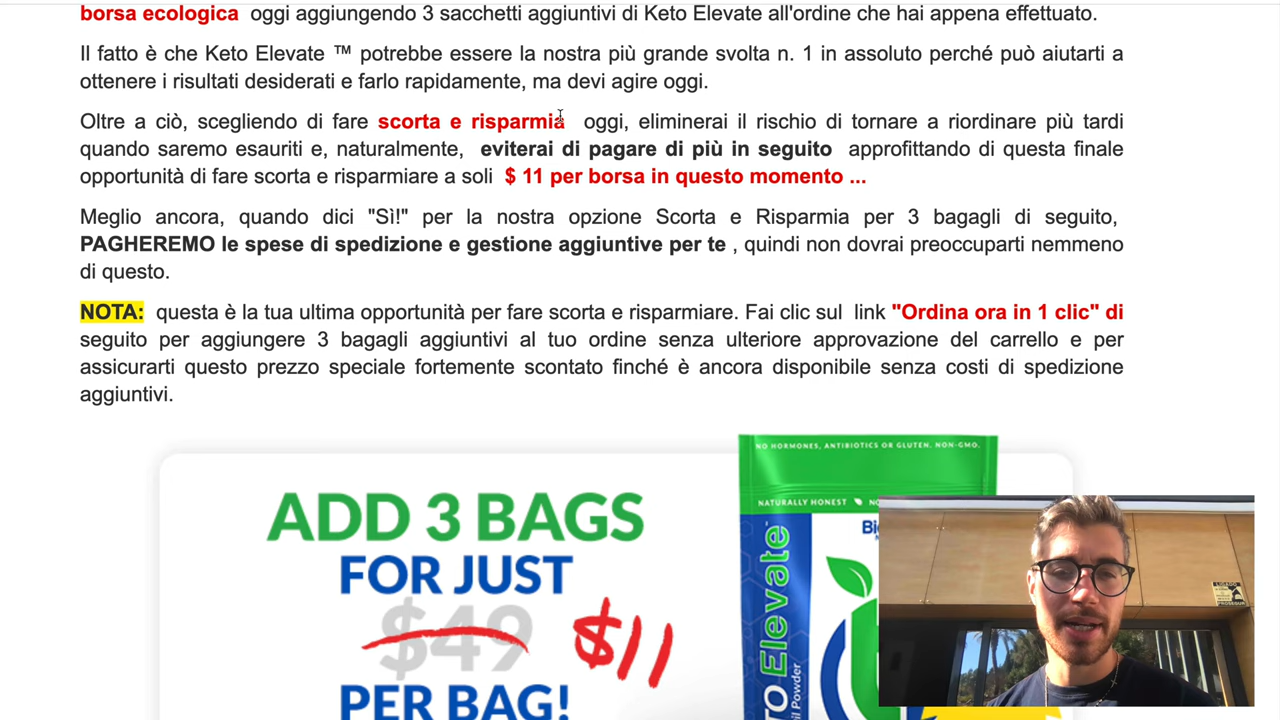 borsa ecologica oggi aggiungendo 3 sacchetti aggiuntivi di Keto Elevate all'ordine che hai appena effettuato.
Il fatto è che Keto Elevate ™ potrebbe essere la nostra più grande svolta n. 1 in assoluto perché può aiutarti a
ottenere i risultati desiderati e farlo rapidamente, ma devi agire oggi.
Oltre a ciò, scegliendo di fare scorta e risparmia oggi, eliminerai il rischio di tornare a riordinare più tardi
quando saremo esauriti e, naturalmente, eviterai di pagare di più in seguito approfittando di questa finale
opportunità di fare scorta e risparmiare a soli $ 11 per borsa in questo momento ...
Meglio ancora, quando dici "Sì!" per la nostra opzione Scorta e Risparmia per 3 bagagli di seguito,
PAGHEREMO le spese di spedizione e gestione aggiuntive per te , quindi non dovrai preoccuparti nemmeno
di questo.
NOTA: questa è la tua ultima opportunità per fare scorta e risparmiare. Fai clic sul link "Ordina ora in 1 clic" di
seguito per aggiungere 3 bagagli aggiuntivi al tuo ordine senza ulteriore approvazione del carrello e per
assicurarti questo prezzo speciale fortemente scontato finché è ancora disponibile senza costi di spedizione
aggiuntivi.
ADD 3 BAGS
FOR JUST
$49 $11
PER BAG!
NO HORMONES, ANTIBIOTICS OR GLUTEN. NON-GMO.
NATURALLY HONEST
Elevate™
Powder
PROSEGUR